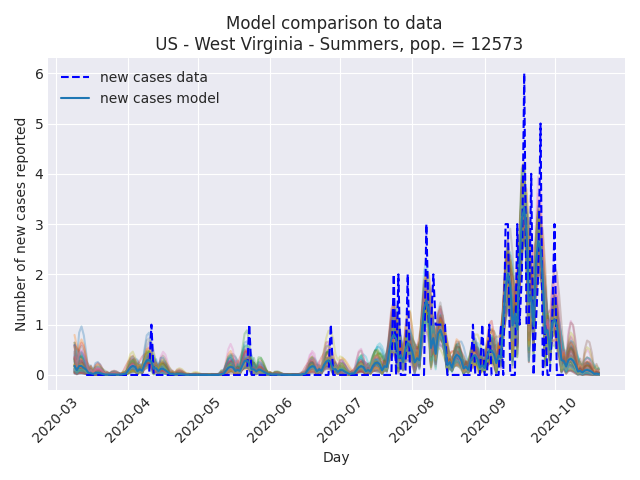 Model comparison to data
US - West Virginia - Summers, pop. = 12573
new cases data
new cases model
Number of new cases reported
6
5
4
3
2
1
0
2020-03
2020-04
2020-05
2020-06
2020-07
2020-08
2020-09
2020-10
Day